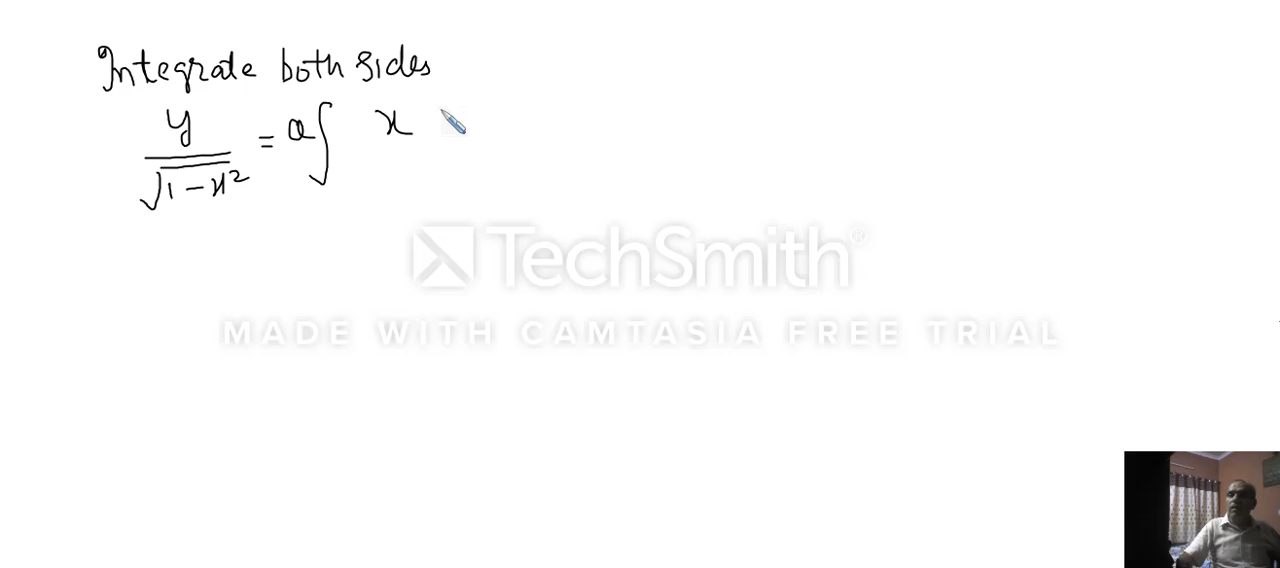 Integrate both sides
y/√(1-x²) = a∫ x
TechSmith®
MADE WITH CAMTASIA FREE TRIAL